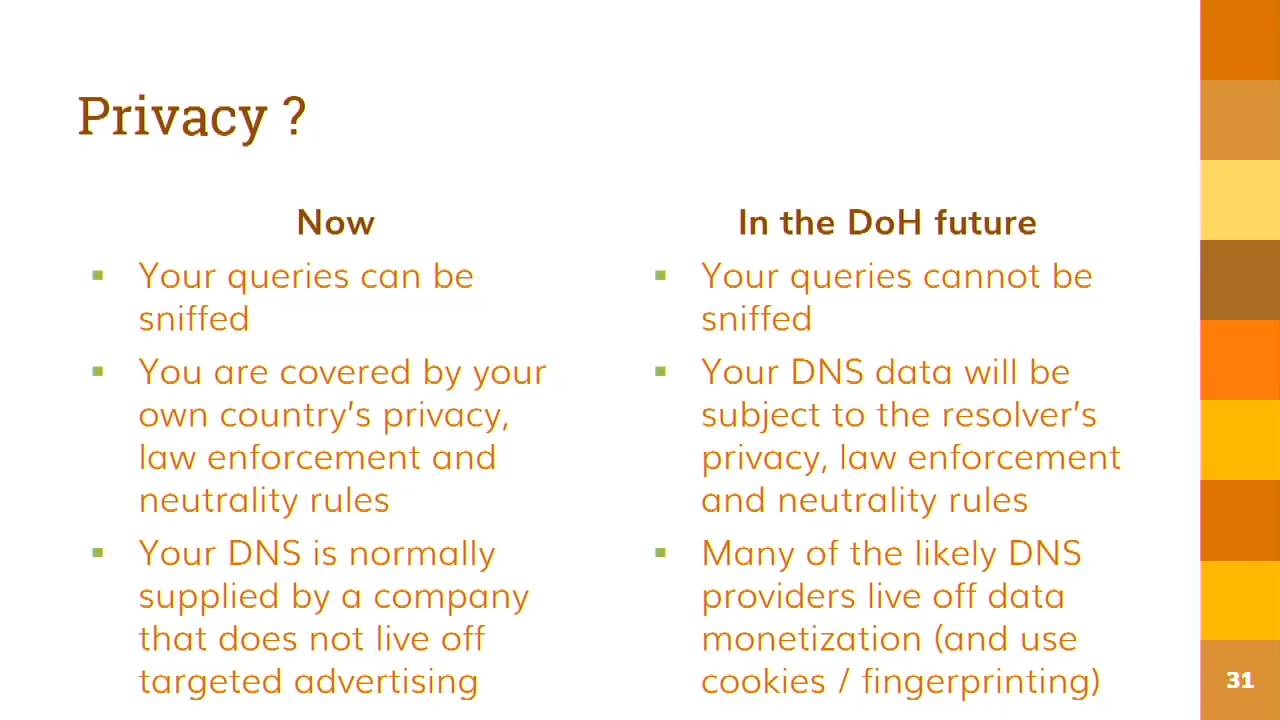 Privacy ?
Now
Your queries can be
sniffed
You are covered by your
own country’s privacy,
law enforcement and
neutrality rules
Your DNS is normally
supplied by a company
that does not live off
targeted advertising
In the DoH future
Your queries cannot be
sniffed
Your DNS data will be
subject to the resolver’s
privacy, law enforcement
and neutrality rules
Many of the likely DNS
providers live off data
monetization (and use
cookies / fingerprinting)
31